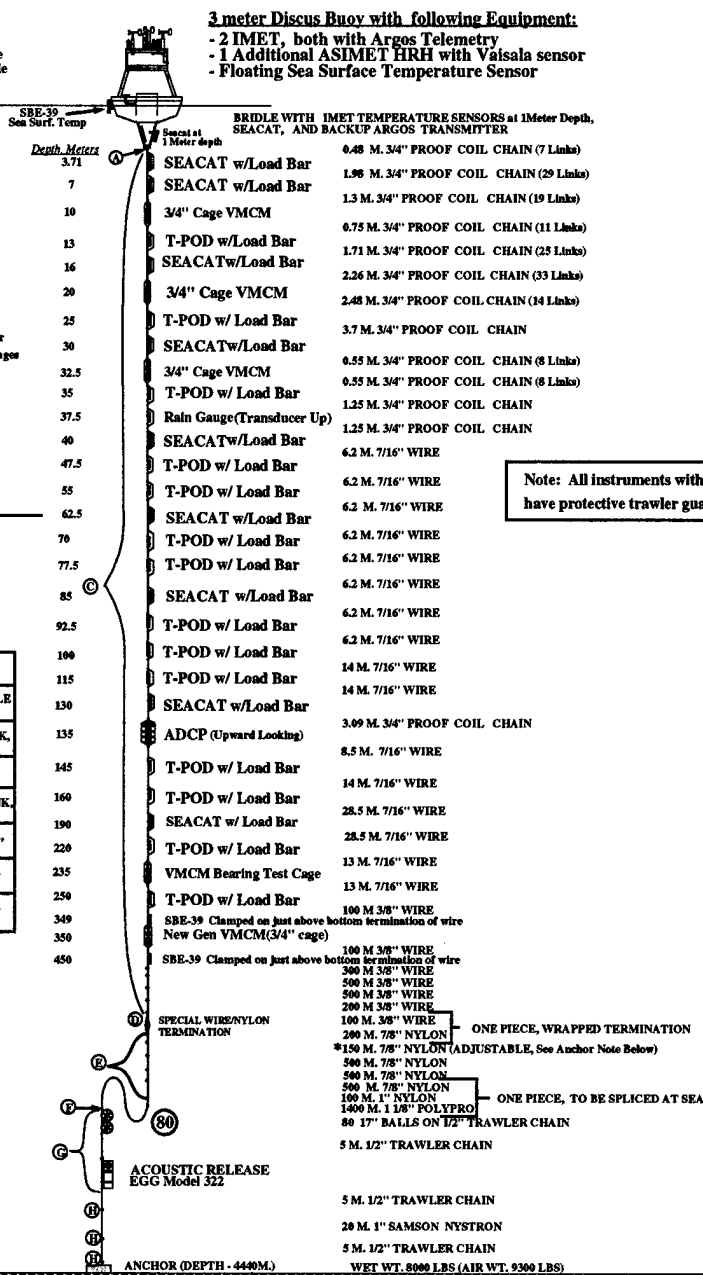 3 meter Discus Buoy with following Equipment:
- 2 IMET, both with Argos Telemetry
- 1 Additional ASIMET HRH with Vaisala sensor
- Floating Sea Surface Temperature Sensor
SBE-39
Sea Surf. Temp
Seacat at
1 Meter depth
BRIDLE WITH IMET TEMPERATURE SENSORS at 1Meter Depth,
SEACAT, AND BACKUP ARGOS TRANSMITTER
Depth, Meters
A
0.48 M. 3/4" PROOF COIL CHAIN (7 Links)
3.71 SEACAT w/Load Bar
1.98 M. 3/4" PROOF COIL CHAIN (29 Links)
7 SEACAT w/Load Bar
1.3 M. 3/4" PROOF COIL CHAIN (19 Links)
10 3/4" Cage VMCM
0.75 M. 3/4" PROOF COIL CHAIN (11 Links)
13 T-POD w/Load Bar
1.71 M. 3/4" PROOF COIL CHAIN (25 Links)
16 SEACATw/Load Bar
2.26 M. 3/4" PROOF COIL CHAIN (33 Links)
20 3/4" Cage VMCM
2.48 M. 3/4" PROOF COIL CHAIN (14 Links)
25 T-POD w/ Load Bar
3.7 M. 3/4" PROOF COIL CHAIN
30 SEACATw/Load Bar
0.55 M. 3/4" PROOF COIL CHAIN (8 Links)
32.5 3/4" Cage VMCM
0.55 M. 3/4" PROOF COIL CHAIN (8 Links)
35 T-POD w/ Load Bar
1.25 M. 3/4" PROOF COIL CHAIN
37.5 Rain Gauge(Transducer Up)
1.25 M. 3/4" PROOF COIL CHAIN
40 SEACATw/Load Bar
6.2 M. 7/16" WIRE
47.5 T-POD w/ Load Bar
6.2 M. 7/16" WIRE
Note: All instruments with
have protective trawler gua
55 T-POD w/ Load Bar
6.2 M. 7/16" WIRE
62.5 SEACAT w/Load Bar
6.2 M. 7/16" WIRE
70 T-POD w/ Load Bar
6.2 M. 7/16" WIRE
77.5 T-POD w/ Load Bar
6.2 M. 7/16" WIRE
C
85 SEACAT w/Load Bar
6.2 M. 7/16" WIRE
92.5 T-POD w/ Load Bar
6.2 M. 7/16" WIRE
100 T-POD w/ Load Bar
14 M. 7/16" WIRE
115 T-POD w/ Load Bar
14 M. 7/16" WIRE
130 SEACAT w/Load Bar
3.09 M. 3/4" PROOF COIL CHAIN
135 ADCP (Upward Looking)
8.5 M. 7/16" WIRE
145 T-POD w/ Load Bar
14 M. 7/16" WIRE
160 T-POD w/ Load Bar
28.5 M. 7/16" WIRE
190 SEACAT w/ Load Bar
28.5 M. 7/16" WIRE
220 T-POD w/ Load Bar
13 M. 7/16" WIRE
235 VMCM Bearing Test Cage
13 M. 7/16" WIRE
250 T-POD w/ Load Bar
100 M 3/8" WIRE
349 SBE-39 Clamped on just above bottom termination of wire
350 New Gen VMCM(3/4" cage)
100 M 3/8" WIRE
450 SBE-39 Clamped on just above bottom termination of wire
300 M 3/8" WIRE
500 M 3/8" WIRE
500 M 3/8" WIRE
200 M 3/8" WIRE
D SPECIAL WIRE/NYLON
TERMINATION
100 M. 3/8" WIRE
200 M. 7/8" NYLON
ONE PIECE, WRAPPED TERMINATION
*150 M. 7/8" NYLON (ADJUSTABLE, See Anchor Note Below)
E
500 M. 7/8" NYLON
500 M. 7/8" NYLON
500 M. 7/8" NYLON
100 M. 1" NYLON
1400 M. 1 1/8" POLYPRO
ONE PIECE, TO BE SPLICED AT SEA
F
80
80 17" BALLS ON 1/2" TRAWLER CHAIN
5 M. 1/2" TRAWLER CHAIN
G
ACOUSTIC RELEASE
EGG Model 322
5 M. 1/2" TRAWLER CHAIN
H
20 M. 1" SAMSON NYSTRON
H
5 M. 1/2" TRAWLER CHAIN
H
ANCHOR (DEPTH - 4440M.)
WET WT. 8000 LBS (AIR WT. 9300 LBS)